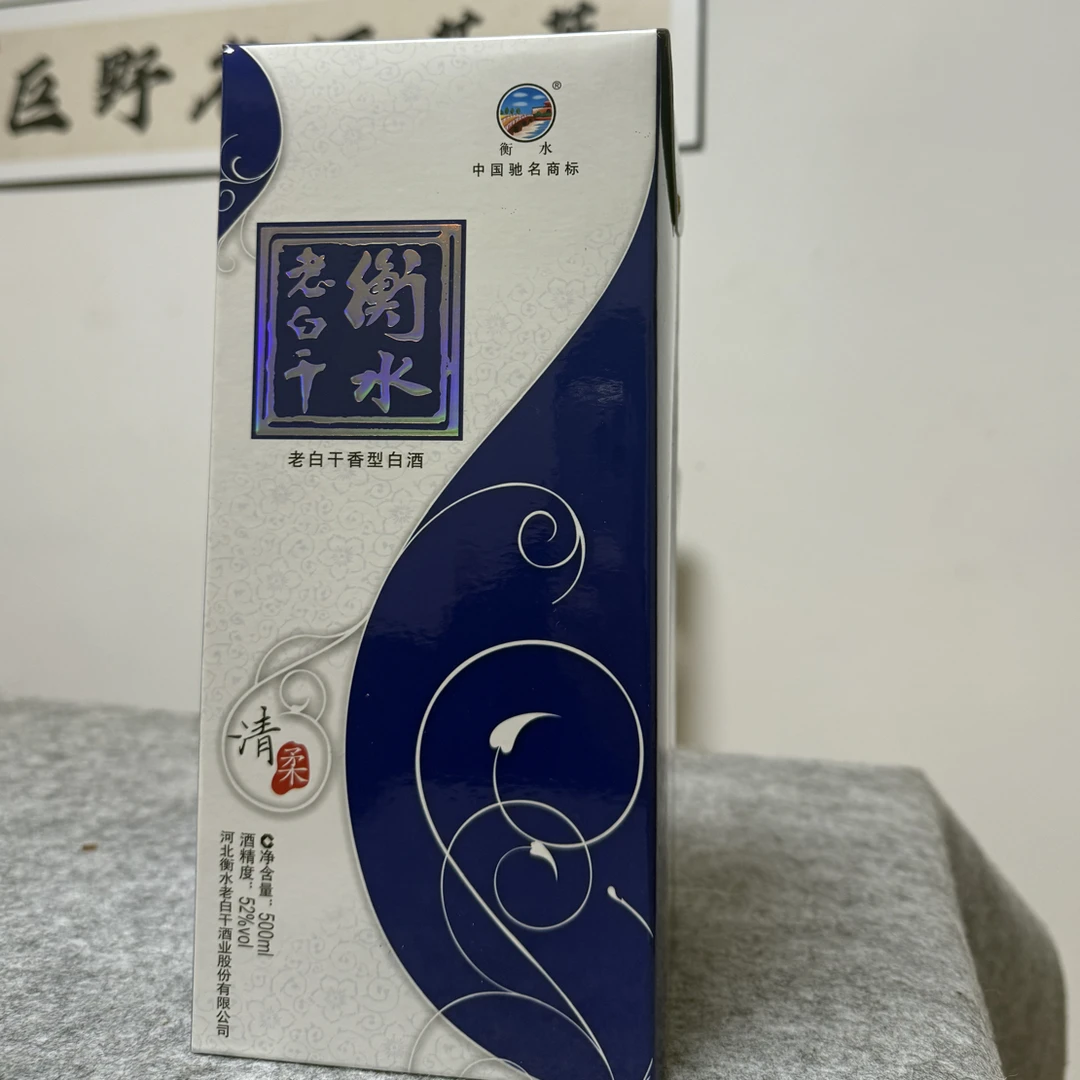 巨野
衡水
®
中国驰名商标
衡水
老白干
老白干香型白酒
清柔
净含量：500ml
酒精度：52%vol
河北衡水老白干酒业股份有限公司